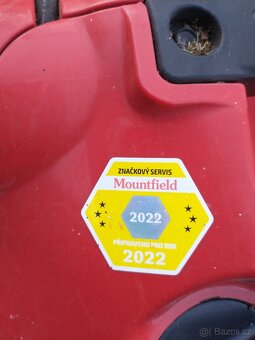 ZNAČKOVÝ SERVIS
Mountfield
2022
PŘIPRAVENO PRO ROK
2022
© Bazos.cz